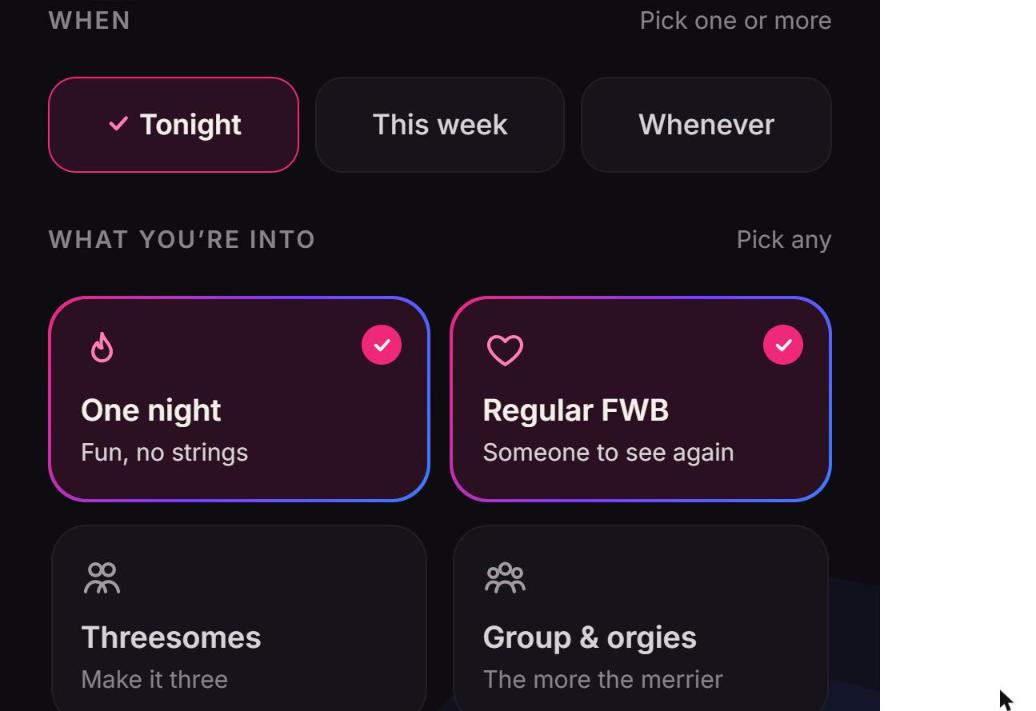 WHEN
Pick one or more
Tonight
This week
Whenever
WHAT YOU’RE INTO
Pick any
One night
Fun, no strings
Regular FWB
Someone to see again
Threesomes
Make it three
Group & orgies
The more the merrier